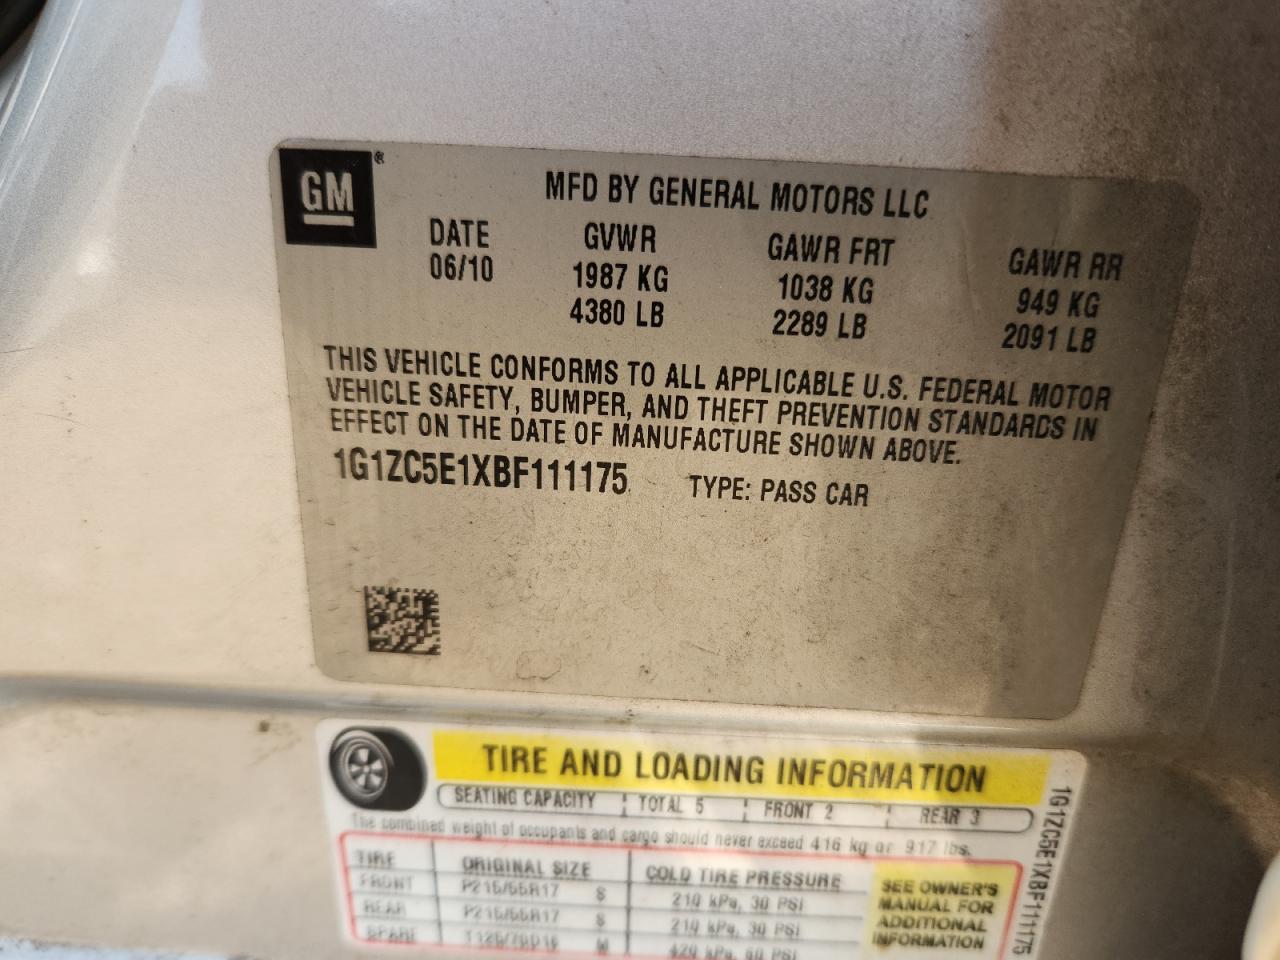 GM ®
MFD BY GENERAL MOTORS LLC
DATE GVWR GAWR FRT GAWR RR
06/10 1987 KG 1038 KG 949 KG
4380 LB 2289 LB 2091 LB
THIS VEHICLE CONFORMS TO ALL APPLICABLE U.S. FEDERAL MOTOR
VEHICLE SAFETY, BUMPER, AND THEFT PREVENTION STANDARDS IN
EFFECT ON THE DATE OF MANUFACTURE SHOWN ABOVE.
1G1ZC5E1XBF111175 TYPE: PASS CAR
TIRE AND LOADING INFORMATION
SEATING CAPACITY TOTAL 5 FRONT 2 REAR 3
The combined weight of occupants and cargo should never exceed 416 kg or 917 lbs.
TIRE ORIGINAL SIZE COLD TIRE PRESSURE
FRONT P215/55R17 S 210 kPa, 30 PSI
REAR P215/55R17 S 210 kPa, 30 PSI
SPARE M 420 kPa, 60 PSI
SEE OWNER'S
MANUAL FOR
ADDITIONAL
INFORMATION
1G1ZC5E1XBF111175